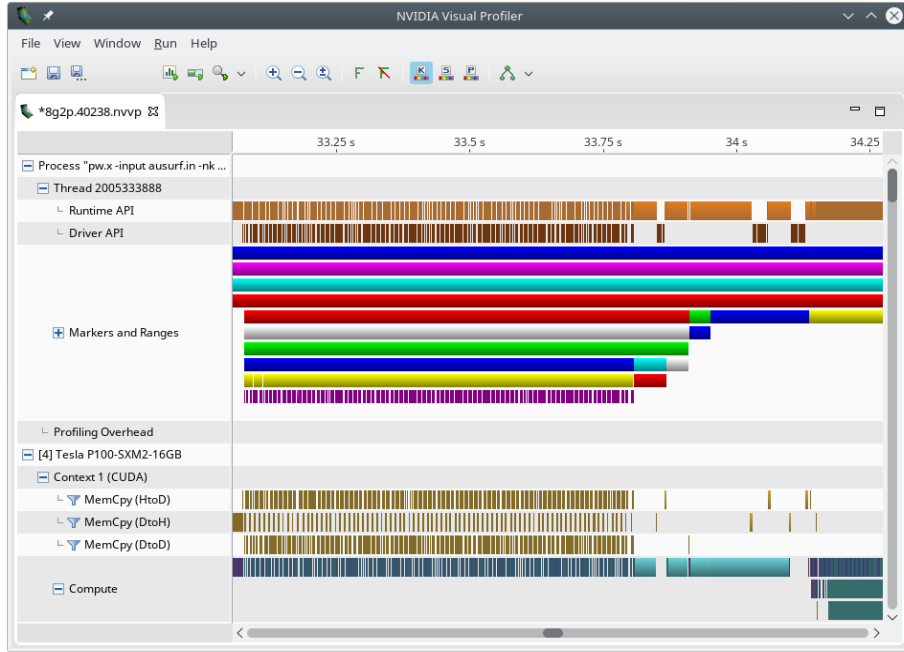 NVIDIA Visual Profiler
File View Window Run Help
*8g2p.40238.nvvp
33.25 s 33.5 s 33.75 s 34 s 34.25
Process "pw.x -input ausurf.in -nk ...
Thread 2005333888
Runtime API
Driver API
Markers and Ranges
Profiling Overhead
[4] Tesla P100-SXM2-16GB
Context 1 (CUDA)
MemCpy (HtoD)
MemCpy (DtoH)
MemCpy (DtoD)
Compute